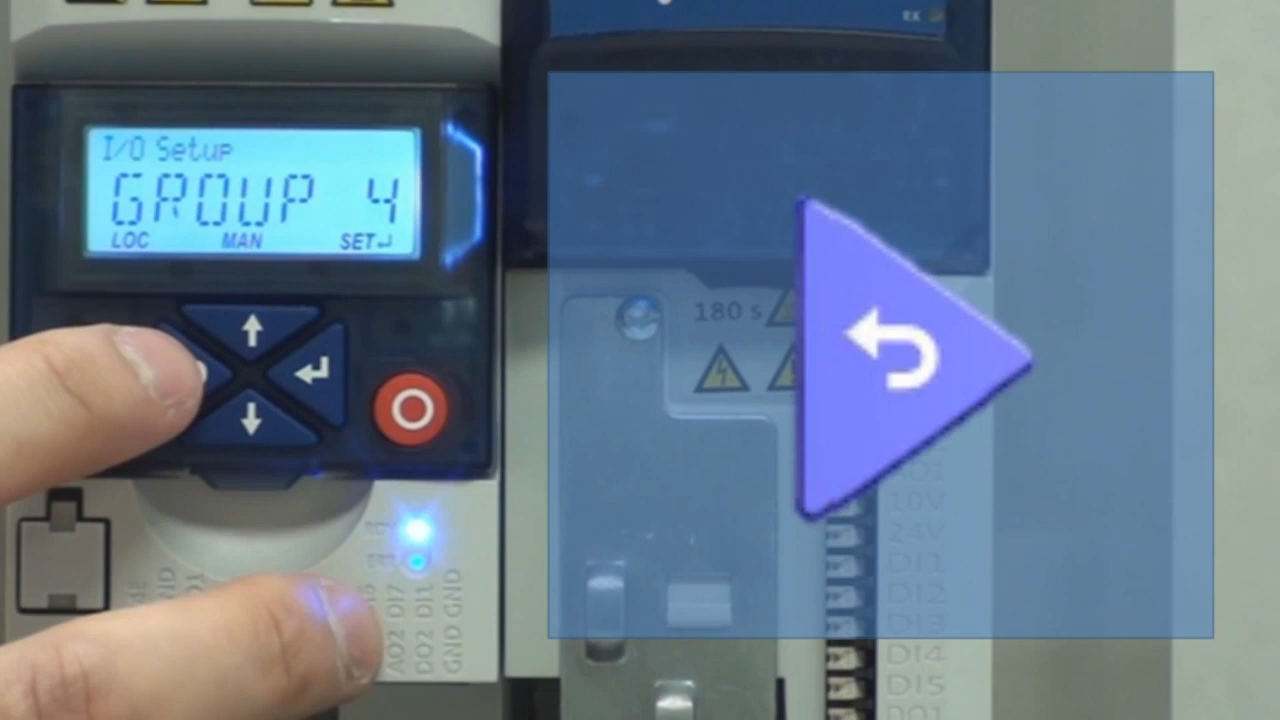 EX
I/O Setup
GROUP 4
LOC MAN SET
180 s
10V
24V
DI1
DI2
DI3
DI4
DI5
DO1
AO2 DI7
DO2 DI1
GND GND